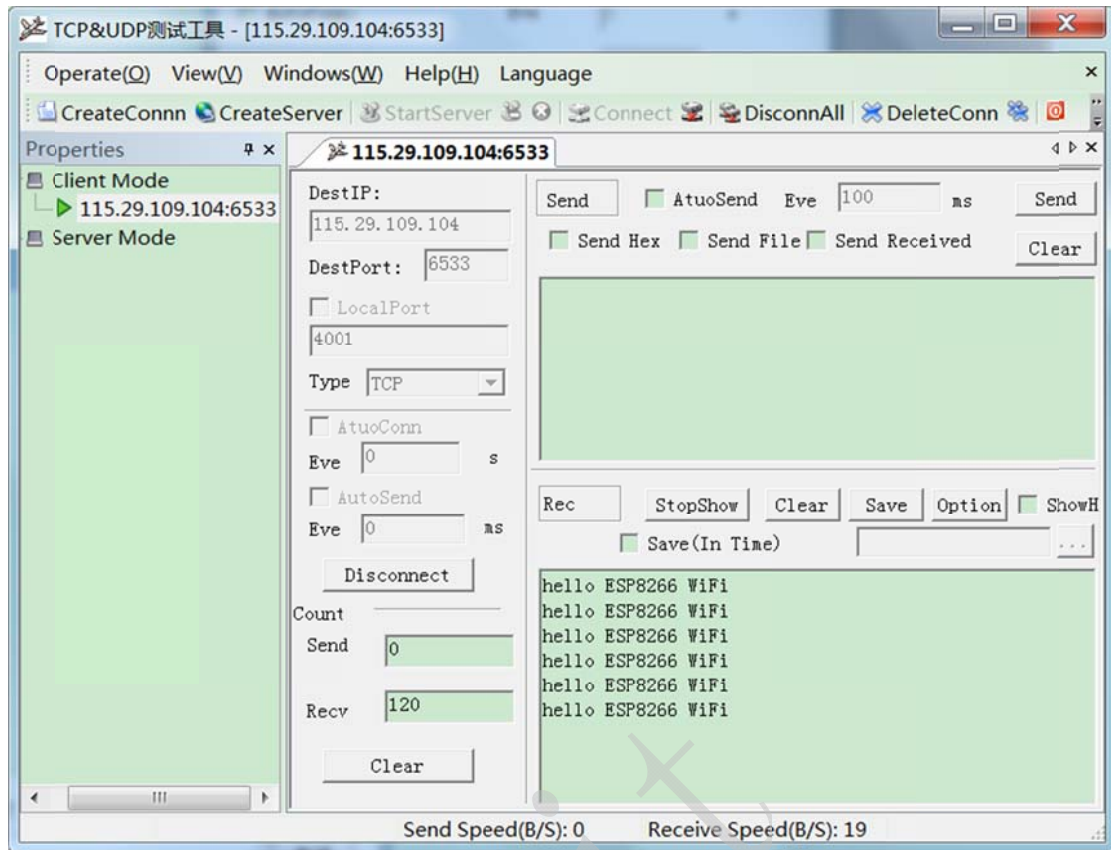 TCP&UDP测试工具 - [115.29.109.104:6533]
Operate(O) View(V) Windows(W) Help(H) Language
CreateConnn CreateServer StartServer Connect DisconnAll DeleteConn
Properties
Client Mode
115.29.109.104:6533
Server Mode
115.29.109.104:6533
DestIP:
115.29.109.104
DestPort: 6533
LocalPort
4001
Type TCP
AtuoConn
Eve 0 s
AutoSend
Eve 0 ms
Disconnect
Count
Send 0
Recv 120
Clear
Send AtuoSend Eve 100 ms Send
Send Hex Send File Send Received Clear
Rec StopShow Clear Save Option ShowH
Save(In Time) ...
hello ESP8266 WiFi
hello ESP8266 WiFi
hello ESP8266 WiFi
hello ESP8266 WiFi
hello ESP8266 WiFi
hello ESP8266 WiFi
Send Speed(B/S): 0 Receive Speed(B/S): 19